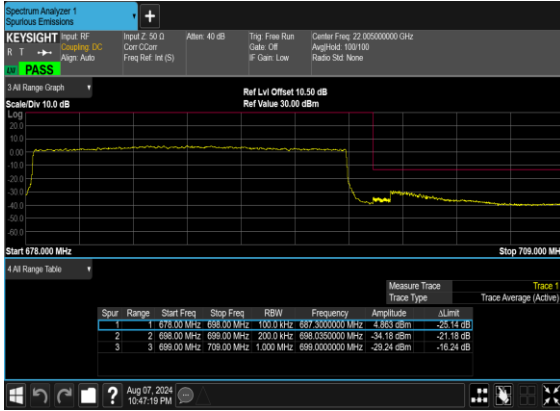 Spectrum Analyzer 1
Spurious Emissions
+
KEYSIGHT Input: RF Input Z: 50 Ω Atten: 40 dB Trig: Free Run Center Freq: 22.005000000 GHz
R T Coupling: DC Corr CCorr Gate: Off Avg|Hold: 100/100
Align: Auto Freq Ref: Int (S) IF Gain: Low Radio Std: None
PASS
3 All Range Graph
Ref Lvl Offset 10.50 dB
Scale/Div 10.0 dB Ref Value 30.00 dBm
Log
20.0
10.0
0.00
-10.0
-20.0
-30.0
-40.0
-50.0
-60.0
Start 678.000 MHz Stop 709.000 MH
4 All Range Table
Measure Trace Trace 1
Trace Type Trace Average (Active)
Spur Range Start Freq Stop Freq RBW Frequency Amplitude ΔLimit
1 1 678.00 MHz 698.00 MHz 100.0 kHz 687.3000000 MHz 4.863 dBm -25.14 dB
2 2 698.00 MHz 699.00 MHz 200.0 kHz 698.0350000 MHz -34.18 dBm -21.18 dB
3 3 699.00 MHz 709.00 MHz 1.000 MHz 699.0000000 MHz -29.24 dBm -16.24 dB
? Aug 07, 2024
10:47:19 PM